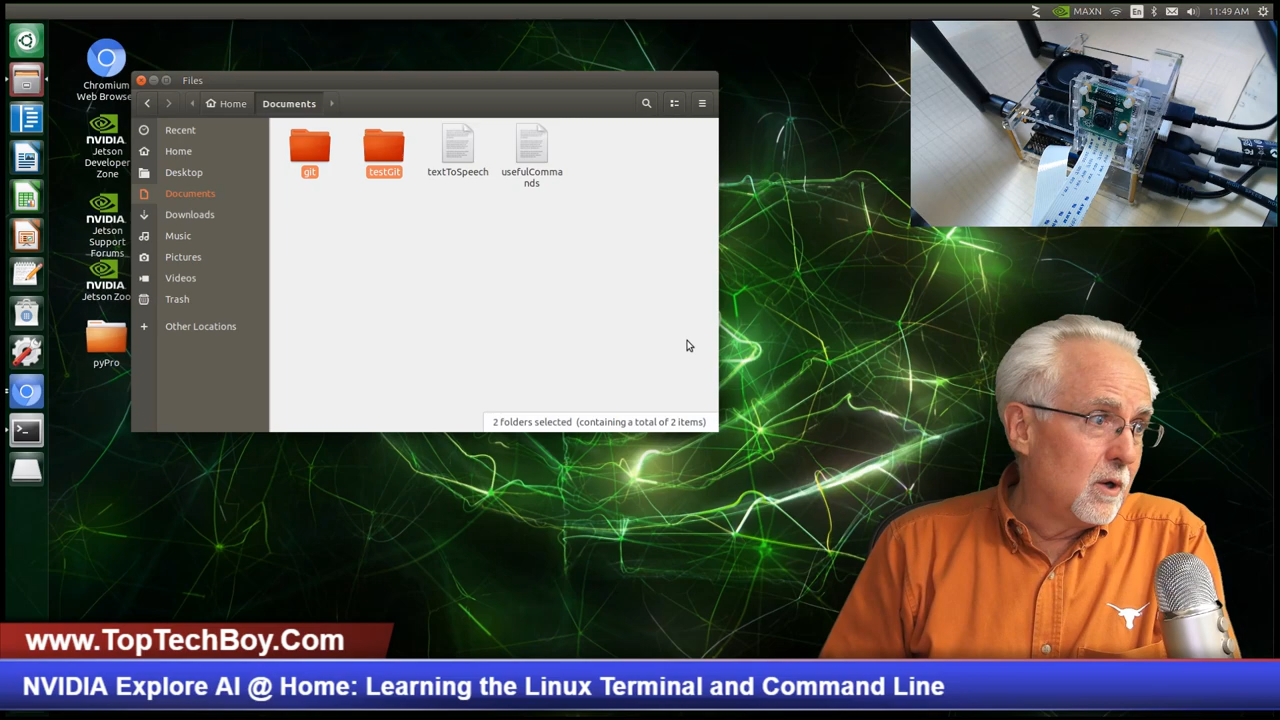 MAXN
En
11:49 AM
Chromium
Web Browse
NVIDIA.
Jetson
Developer
Zone
NVIDIA.
Jetson
Support
Forums
NVIDIA.
Jetson Zoo
pyPro
Files
Home
Documents
Recent
Home
Desktop
Documents
Downloads
Music
Pictures
Videos
Trash
Other Locations
git
testGit
textToSpeech
usefulComma
nds
2 folders selected (containing a total of 2 items)
www.TopTechBoy.Com
NVIDIA Explore AI @ Home: Learning the Linux Terminal and Command Line